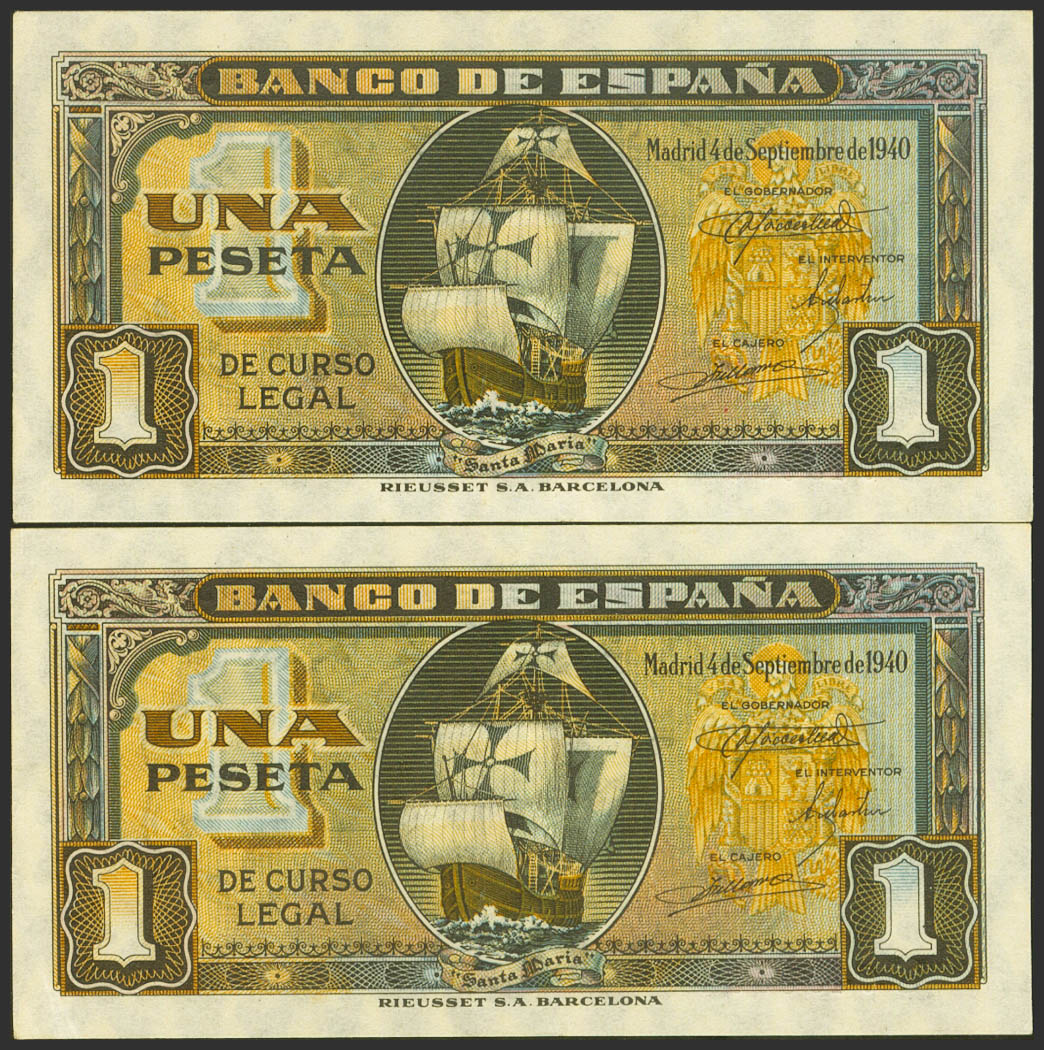 BANCO DE ESPAÑA
1
Madrid 4 de Septiembre de 1940
EL GOBERNADOR
UNA
PESETA
EL INTERVENTOR
EL CAJERO
DE CURSO
LEGAL
1
1
"Santa Maria"
RIEUSSET S.A. BARCELONA
BANCO DE ESPAÑA
1
Madrid 4 de Septiembre de 1940
EL GOBERNADOR
UNA
PESETA
EL INTERVENTOR
EL CAJERO
DE CURSO
LEGAL
1
1
"Santa Maria"
RIEUSSET S.A. BARCELONA